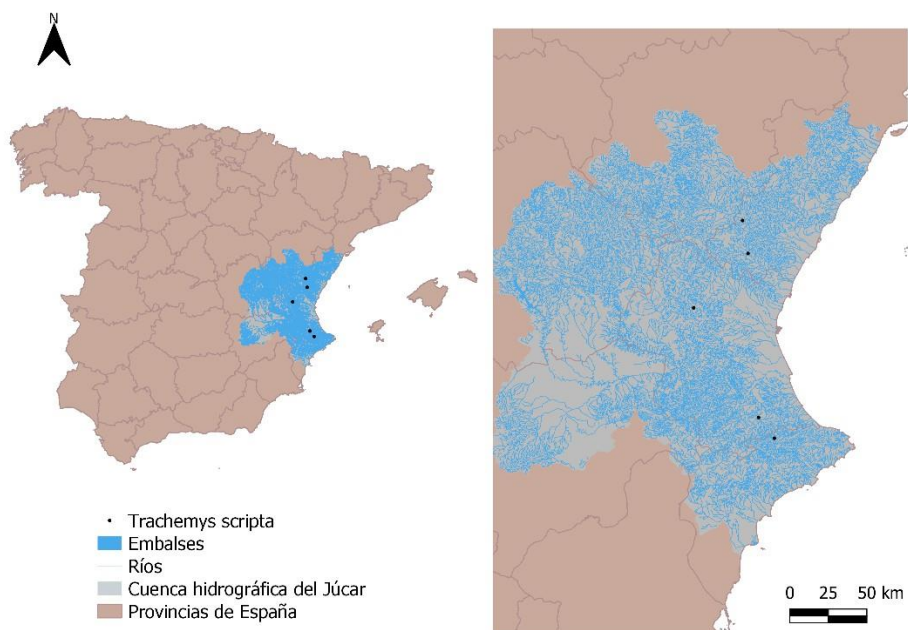 N
Trachemys scripta
Embalses
Ríos
Cuenca hidrográfica del Júcar
Provincias de España
0 25 50 km